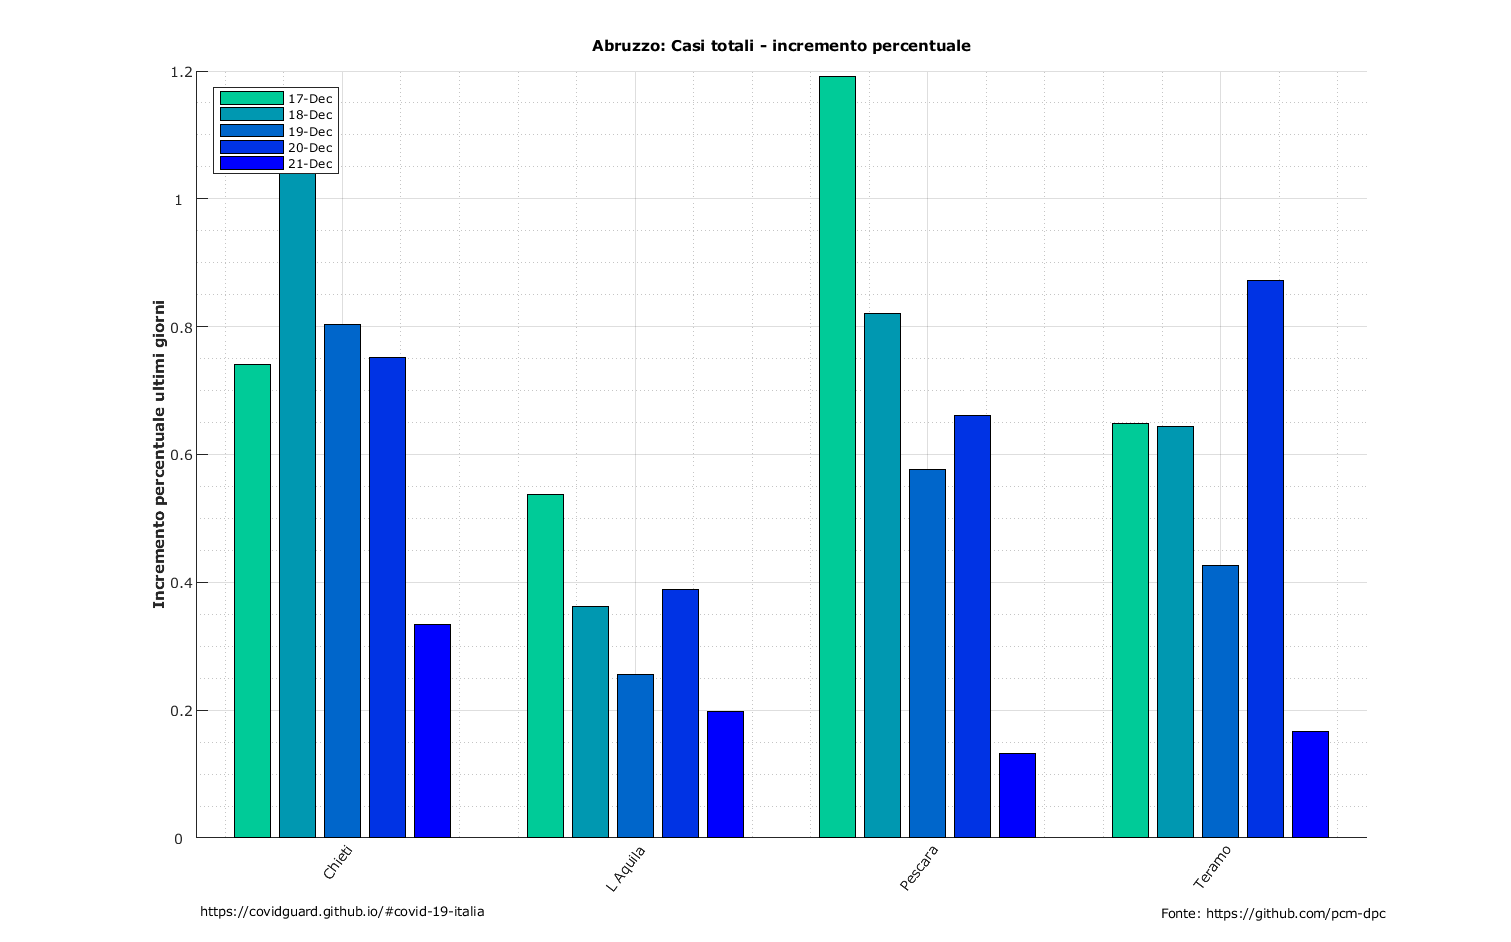 Abruzzo: Casi totali - incremento percentuale
1.2
1
0.8
0.6
0.4
0.2
0
Incremento percentuale ultimi giorni
17-Dec
18-Dec
19-Dec
20-Dec
21-Dec
Chieti
L Aquila
Pescara
Teramo
https://covidguard.github.io/#covid-19-italia
Fonte: https://github.com/pcm-dpc